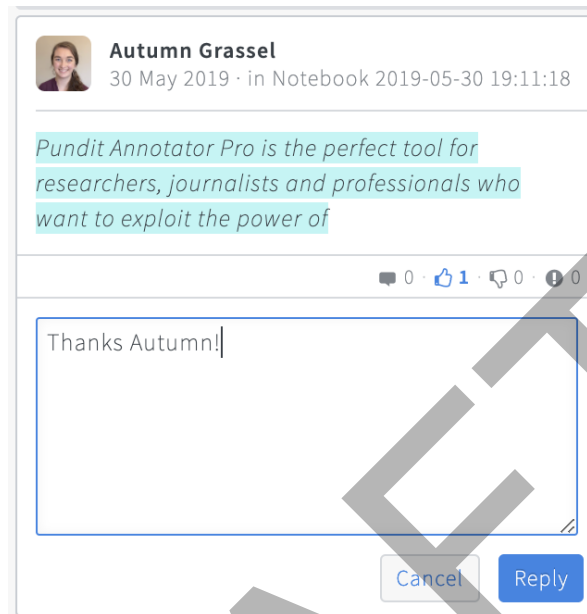 Autumn Grassel
30 May 2019 · in Notebook 2019-05-30 19:11:18
Pundit Annotator Pro is the perfect tool for
researchers, journalists and professionals who
want to exploit the power of
0 · 1 · 0 · 0
Thanks Autumn!
Cancel Reply